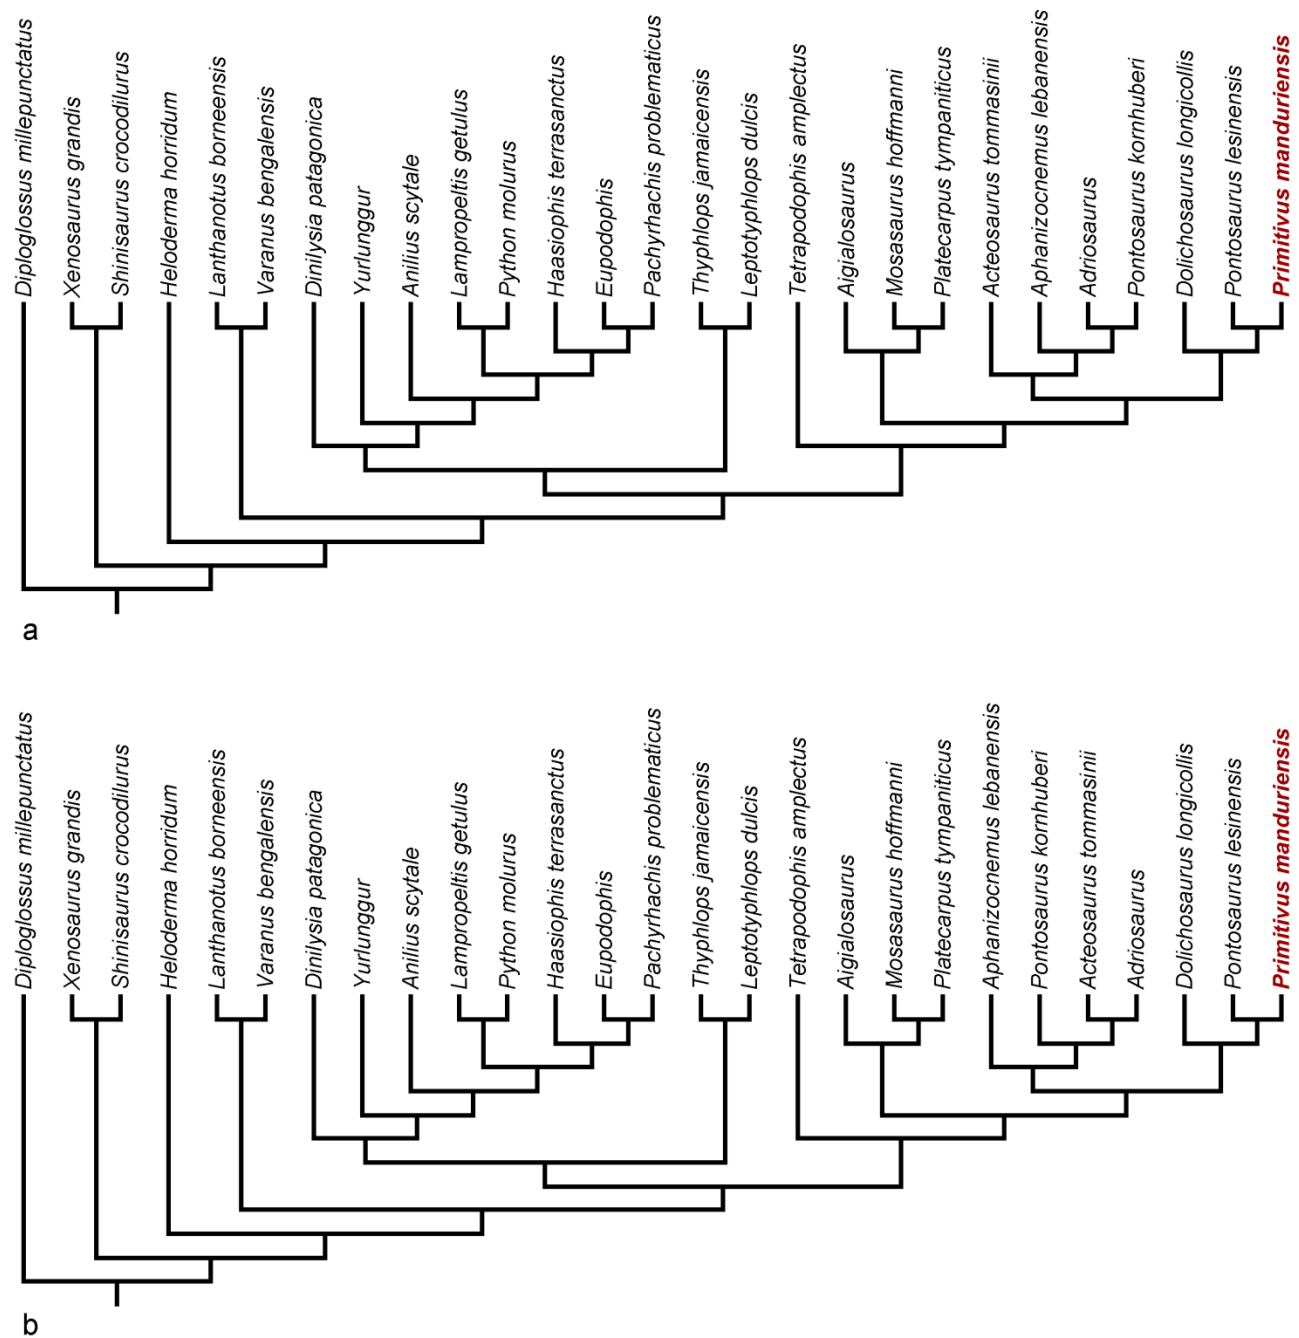 Diploglossus millepunctatus
Xenosaurus grandis
Shinisaurus crocodilurus
Heloderma horridum
Lanthanotus borneensis
Varanus bengalensis
Dinilysia patagonica
Yurlunggur
Anilius scytale
Lampropeltis getulus
Python molurus
Haasiophis terrasanctus
Eupodophis
Pachyrhachis problematicus
Thyphlops jamaicensis
Leptotyphlops dulcis
Tetrapodophis amplectus
Aigialosaurus
Mosasaurus hoffmanni
Platecarpus tympaniticus
Acteosaurus tommasinii
Aphanizocnemus lebanensis
Adriosaurus
Pontosaurus kornhuberi
Dolichosaurus longicollis
Pontosaurus lesinensis
Primitivus manduriensis
a
Diploglossus millepunctatus
Xenosaurus grandis
Shinisaurus crocodilurus
Heloderma horridum
Lanthanotus borneensis
Varanus bengalensis
Dinilysia patagonica
Yurlunggur
Anilius scytale
Lampropeltis getulus
Python molurus
Haasiophis terrasanctus
Eupodophis
Pachyrhachis problematicus
Thyphlops jamaicensis
Leptotyphlops dulcis
Tetrapodophis amplectus
Aigialosaurus
Mosasaurus hoffmanni
Platecarpus tympaniticus
Aphanizocnemus lebanensis
Pontosaurus kornhuberi
Acteosaurus tommasinii
Adriosaurus
Dolichosaurus longicollis
Pontosaurus lesinensis
Primitivus manduriensis
b